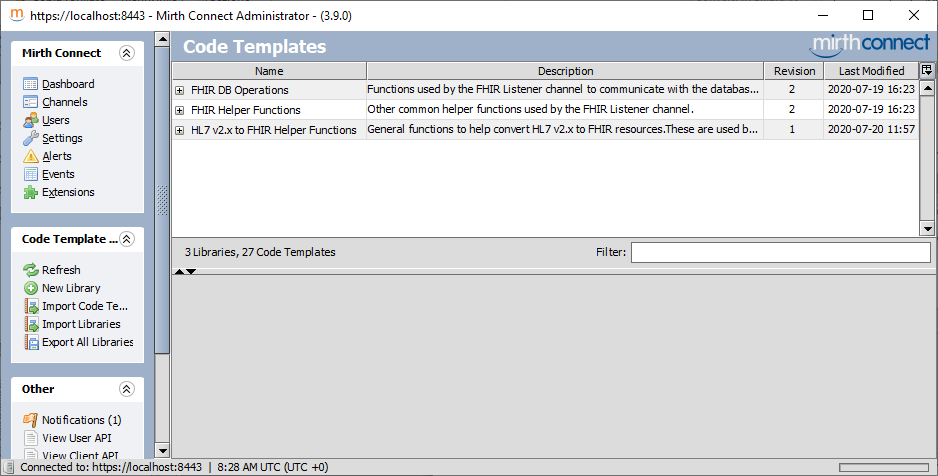 https://localhost:8443 - Mirth Connect Administrator - (3.9.0)
Mirth Connect
Dashboard
Channels
Users
Settings
Alerts
Events
Extensions
Code Template ...
Refresh
New Library
Import Code Te...
Import Libraries
Export All Libraries
Other
Notifications (1)
View User API
View Client API
Code Templates
mirthconnect
Name Description Revision Last Modified
FHIR DB Operations Functions used by the FHIR Listener channel to communicate with the databas... 2 2020-07-19 16:23
FHIR Helper Functions Other common helper functions used by the FHIR Listener channel. 2 2020-07-19 16:23
HL7 v2.x to FHIR Helper Functions General functions to help convert HL7 v2.x to FHIR resources.These are used b... 1 2020-07-20 11:57
3 Libraries, 27 Code Templates Filter:
Connected to: https://localhost:8443 | 8:28 AM UTC (UTC +0)